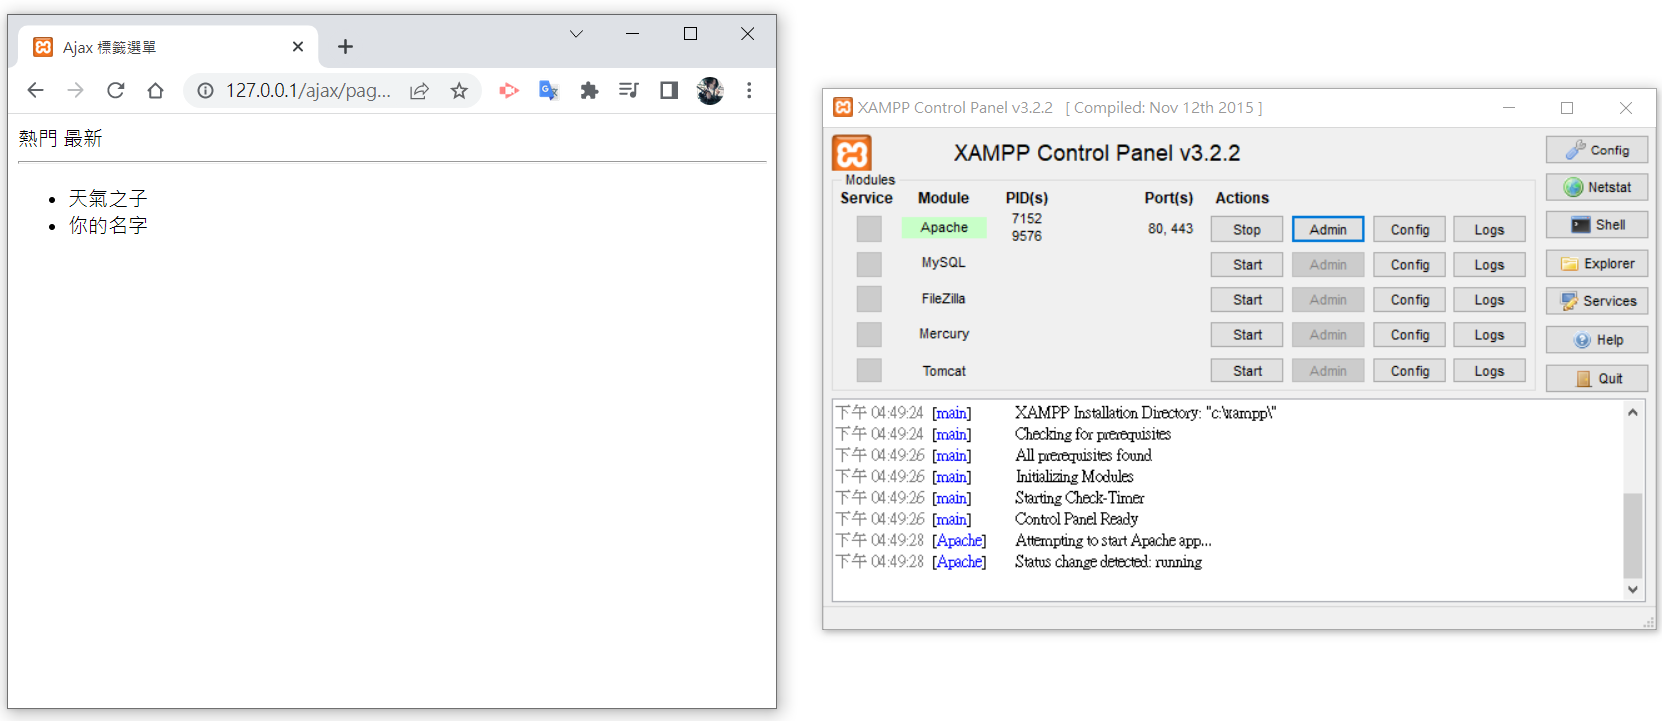 Ajax 標籤選單
127.0.0.1/ajax/pag...
熱門 最新
天氣之子
你的名字
XAMPP Control Panel v3.2.2 [ Compiled: Nov 12th 2015 ]
XAMPP Control Panel v3.2.2
Modules
Service Module PID(s) Port(s) Actions
Apache 7152 9576 80, 443 Stop Admin Config Logs
MySQL Start Admin Config Logs
FileZilla Start Admin Config Logs
Mercury Start Admin Config Logs
Tomcat Start Admin Config Logs
Config
Netstat
Shell
Explorer
Services
Help
Quit
下午 04:49:24 [main] XAMPP Installation Directory: "c:\xampp\"
下午 04:49:24 [main] Checking for prerequisites
下午 04:49:26 [main] All prerequisites found
下午 04:49:26 [main] Initializing Modules
下午 04:49:26 [main] Starting Check-Timer
下午 04:49:26 [main] Control Panel Ready
下午 04:49:28 [Apache] Attempting to start Apache app...
下午 04:49:28 [Apache] Status change detected: running